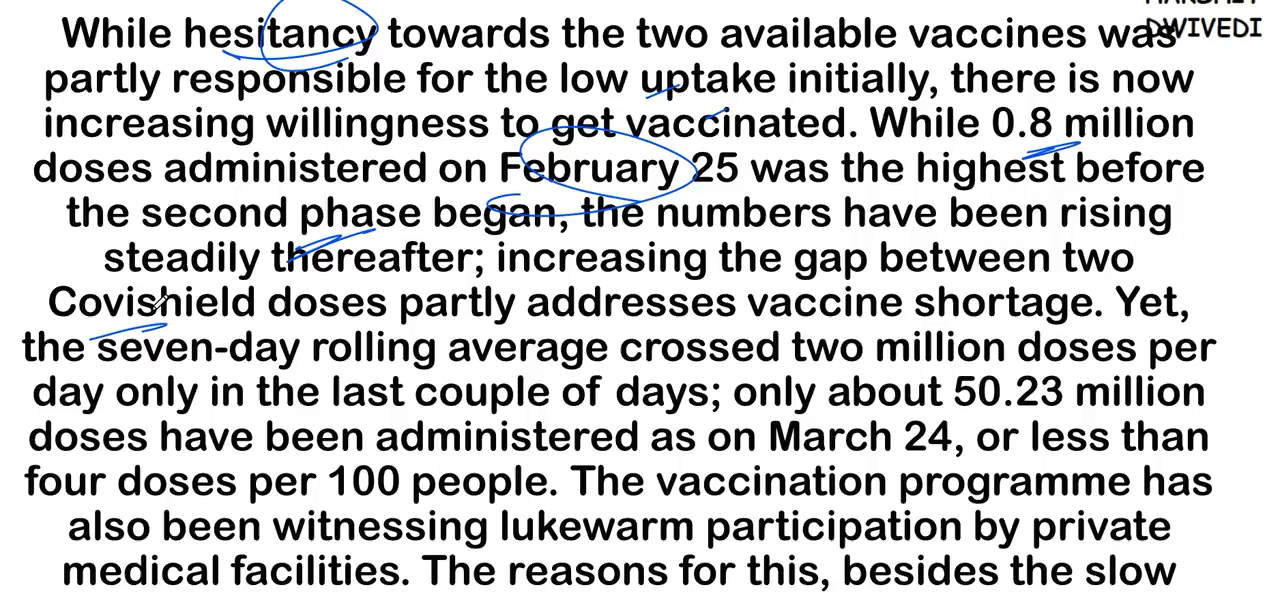 DWIVEDI
While hesitancy towards the two available vaccines was
partly responsible for the low uptake initially, there is now
increasing willingness to get vaccinated. While 0.8 million
doses administered on February 25 was the highest before
the second phase began, the numbers have been rising
steadily thereafter; increasing the gap between two
Covishield doses partly addresses vaccine shortage. Yet,
the seven-day rolling average crossed two million doses per
day only in the last couple of days; only about 50.23 million
doses have been administered as on March 24, or less than
four doses per 100 people. The vaccination programme has
also been witnessing lukewarm participation by private
medical facilities. The reasons for this, besides the slow